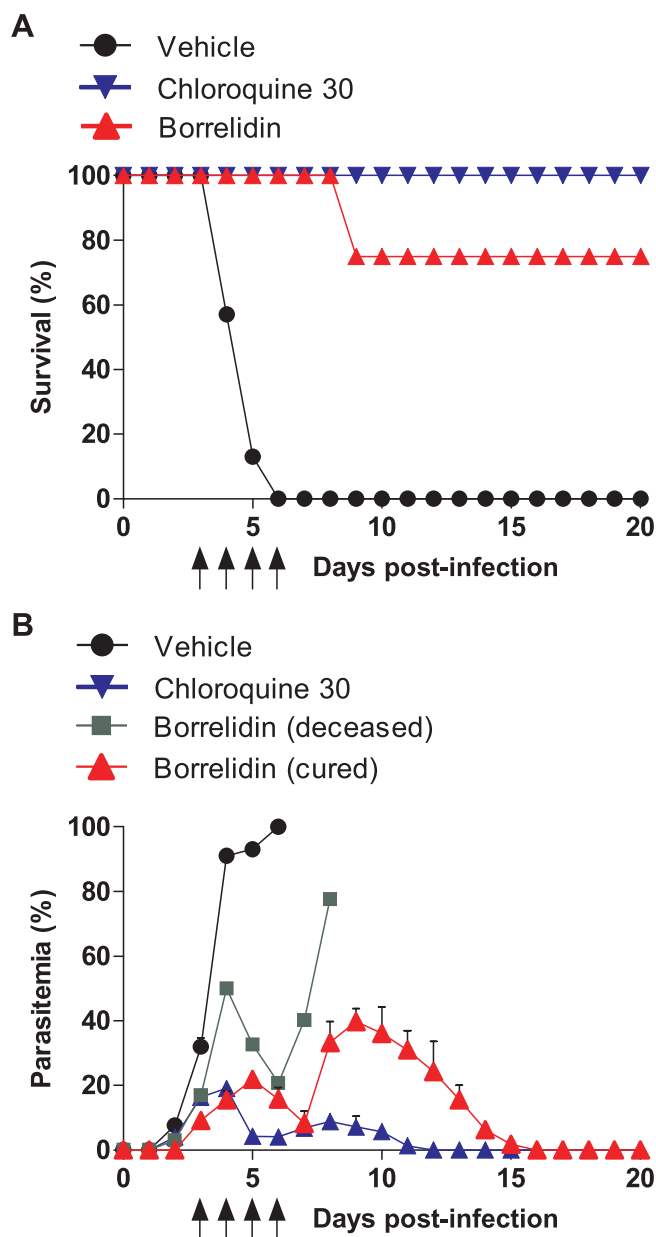 A
Vehicle
Chloroquine 30
Borrelidin
100
80
60
40
20
0
Survival (%)
0 5 10 15 20
Days post-infection
B
Vehicle
Chloroquine 30
Borrelidin (deceased)
Borrelidin (cured)
100
80
60
40
20
0
Parasitemia (%)
0 5 10 15 20
Days post-infection